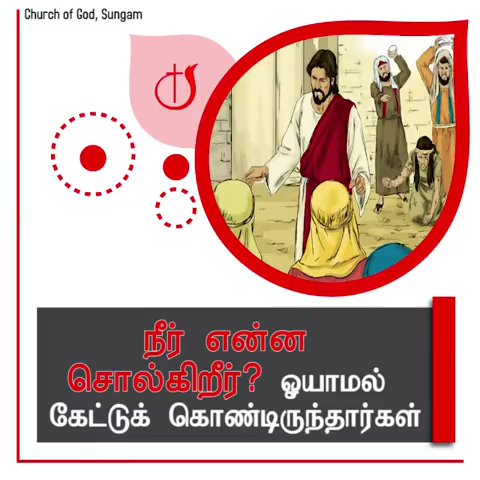 Church of God, Sungam
நீர் என்ன
சொல்கிறீர்? ஓயாமல்
கேட்டுக் கொண்டிருந்தார்கள்